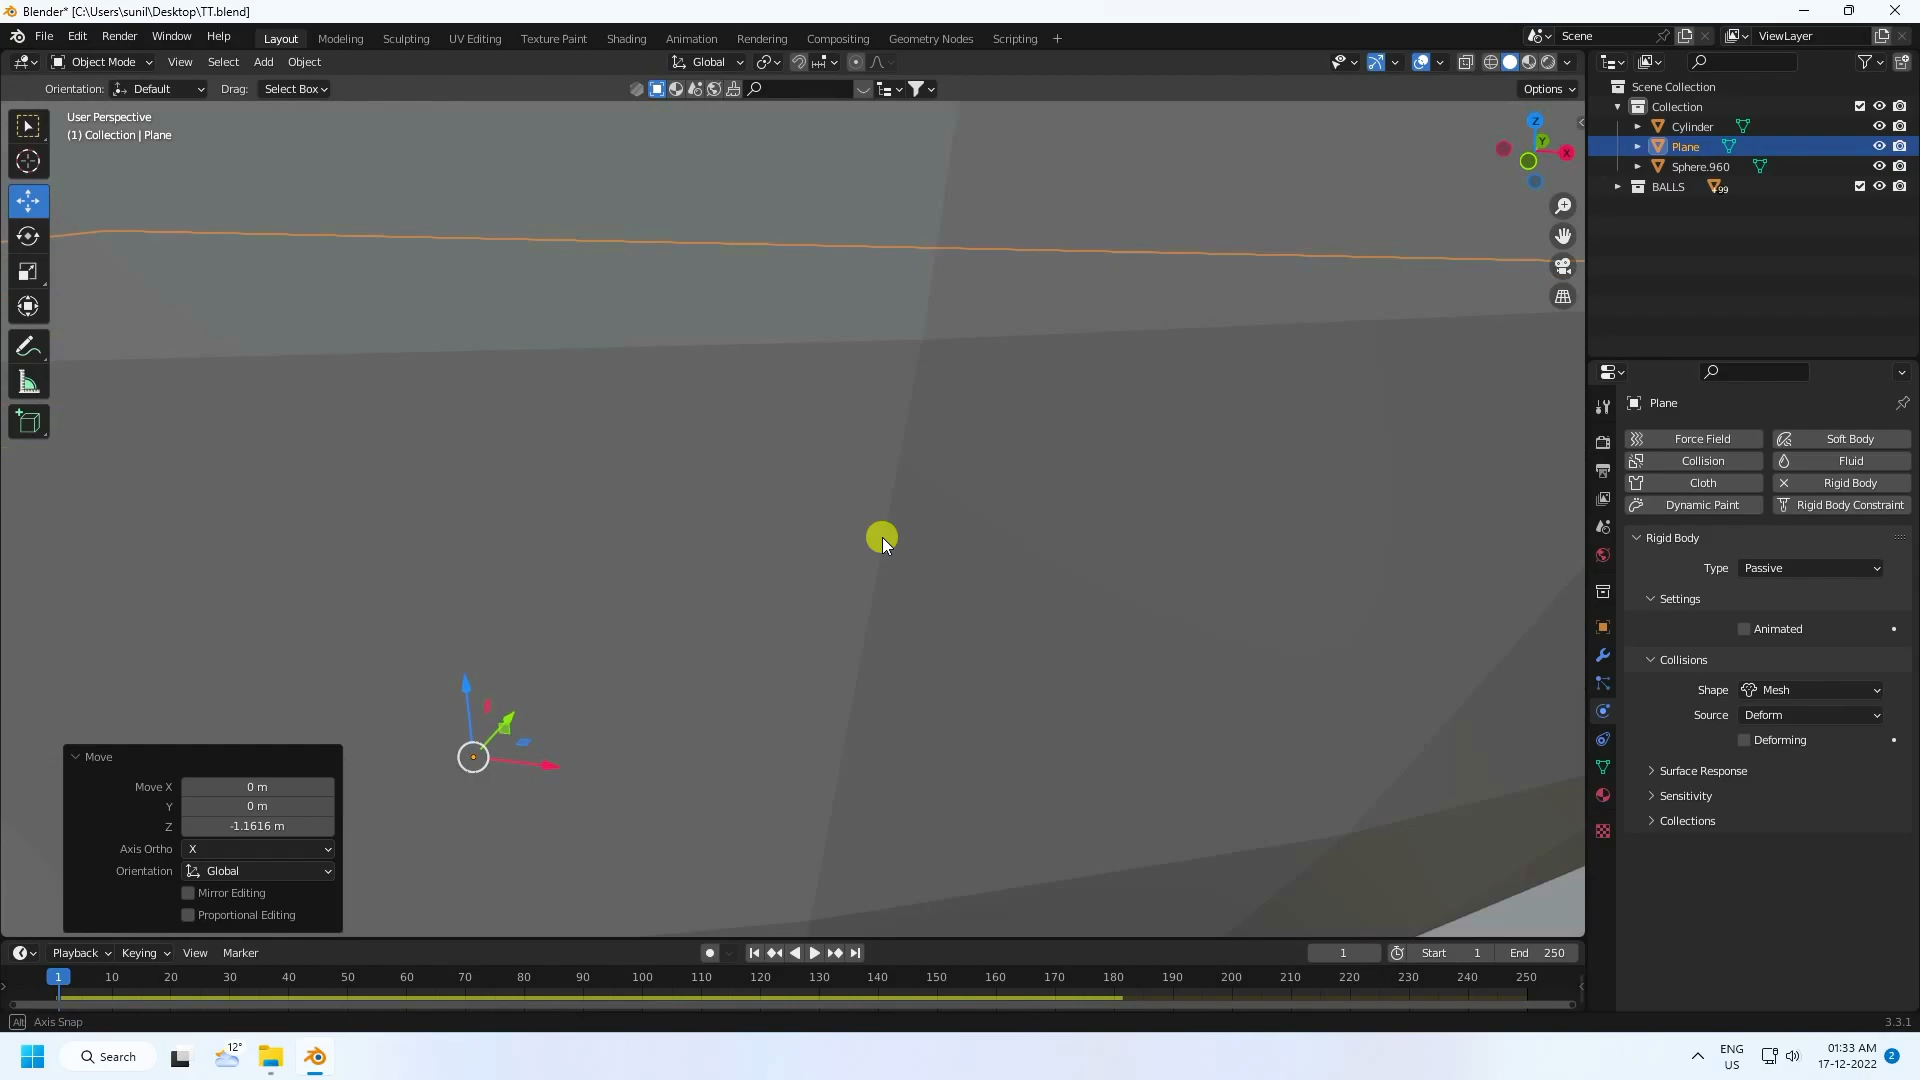 Blender* [C:\Users\sunil\Desktop\TT.blend]
File Edit Render Window Help Layout Modeling Sculpting UV Editing Texture Paint Shading Animation Rendering Compositing Geometry Nodes Scripting + Scene ViewLayer
Object Mode View Select Add Object Global
Orientation: Default Drag: Select Box Options
User Perspective
(1) Collection | Plane
Z
Y
X
Scene Collection
Collection
Cylinder
Plane
Sphere.960
BALLS 99
Plane
Force Field Soft Body
Collision Fluid
Cloth Rigid Body
Dynamic Paint Rigid Body Constraint
Rigid Body
Type Passive
Settings
Animated
Collisions
Shape Mesh
Source Deform
Deforming
Surface Response
Sensitivity
Collections
Move
Move X 0 m
Y 0 m
Z -1.1616 m
Axis Ortho X
Orientation Global
Mirror Editing
Proportional Editing
Playback Keying View Marker 1 Start 1 End 250
1 10 20 30 40 50 60 70 80 90 100 110 120 130 140 150 160 170 180 190 200 210 220 230 240 250
Alt Axis Snap 3.3.1
Search 12° ENG US 01:33 AM 17-12-2022 2